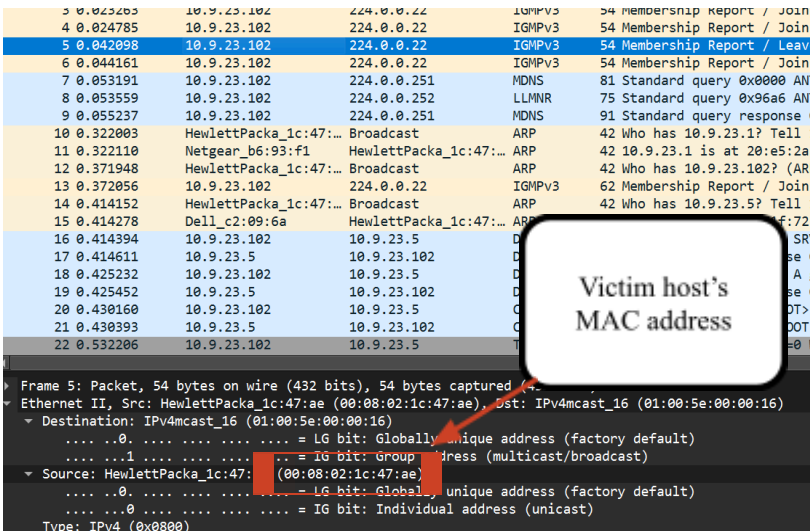 3 0.023263 10.9.23.102 224.0.0.22 IGMPv3 54 Membership Report / Join
4 0.024785 10.9.23.102 224.0.0.22 IGMPv3 54 Membership Report / Join
5 0.042098 10.9.23.102 224.0.0.22 IGMPv3 54 Membership Report / Leav
6 0.044161 10.9.23.102 224.0.0.22 IGMPv3 54 Membership Report / Join
7 0.053191 10.9.23.102 224.0.0.251 MDNS 81 Standard query 0x0000 AN
8 0.053559 10.9.23.102 224.0.0.252 LLMNR 75 Standard query 0x96a6 AN
9 0.055237 10.9.23.102 224.0.0.251 MDNS 91 Standard query response
10 0.322003 HewlettPacka_1c:47:… Broadcast ARP 42 Who has 10.9.23.1? Tell
11 0.322110 Netgear_b6:93:f1 HewlettPacka_1c:47:… ARP 42 10.9.23.1 is at 20:e5:2a
12 0.371948 HewlettPacka_1c:47:… Broadcast ARP 42 Who has 10.9.23.102? (AR
13 0.372056 10.9.23.102 224.0.0.22 IGMPv3 62 Membership Report / Join
14 0.414152 HewlettPacka_1c:47:… Broadcast ARP 42 Who has 10.9.23.5? Tell
15 0.414278 Dell_c2:09:6a HewlettPacka_1c:47:… ARP 4f:72
16 0.414394 10.9.23.102 10.9.23.5 D SR
17 0.414611 10.9.23.5 10.9.23.102 D se
18 0.425232 10.9.23.102 10.9.23.5 D A
19 0.425452 10.9.23.5 10.9.23.102 D se
20 0.430160 10.9.23.102 10.9.23.5 C OT>
21 0.430393 10.9.23.5 10.9.23.102 C OOT
22 0.532206 10.9.23.102 10.9.23.5 T =0
Victim host's
MAC address
Frame 5: Packet, 54 bytes on wire (432 bits), 54 bytes captured
Ethernet II, Src: HewlettPacka_1c:47:ae (00:08:02:1c:47:ae), Dst: IPv4mcast_16 (01:00:5e:00:00:16)
Destination: IPv4mcast_16 (01:00:5e:00:00:16)
.... ..0. .... .... .... .... = LG bit: Globally unique address (factory default)
.... ...1 .... .... .... .... = IG bit: Group address (multicast/broadcast)
Source: HewlettPacka_1c:47: (00:08:02:1c:47:ae)
.... ..0. .... .... .... .... = LG bit: Globally unique address (factory default)
.... ...0 .... .... .... .... = IG bit: Individual address (unicast)
Type: IPv4 (0x0800)